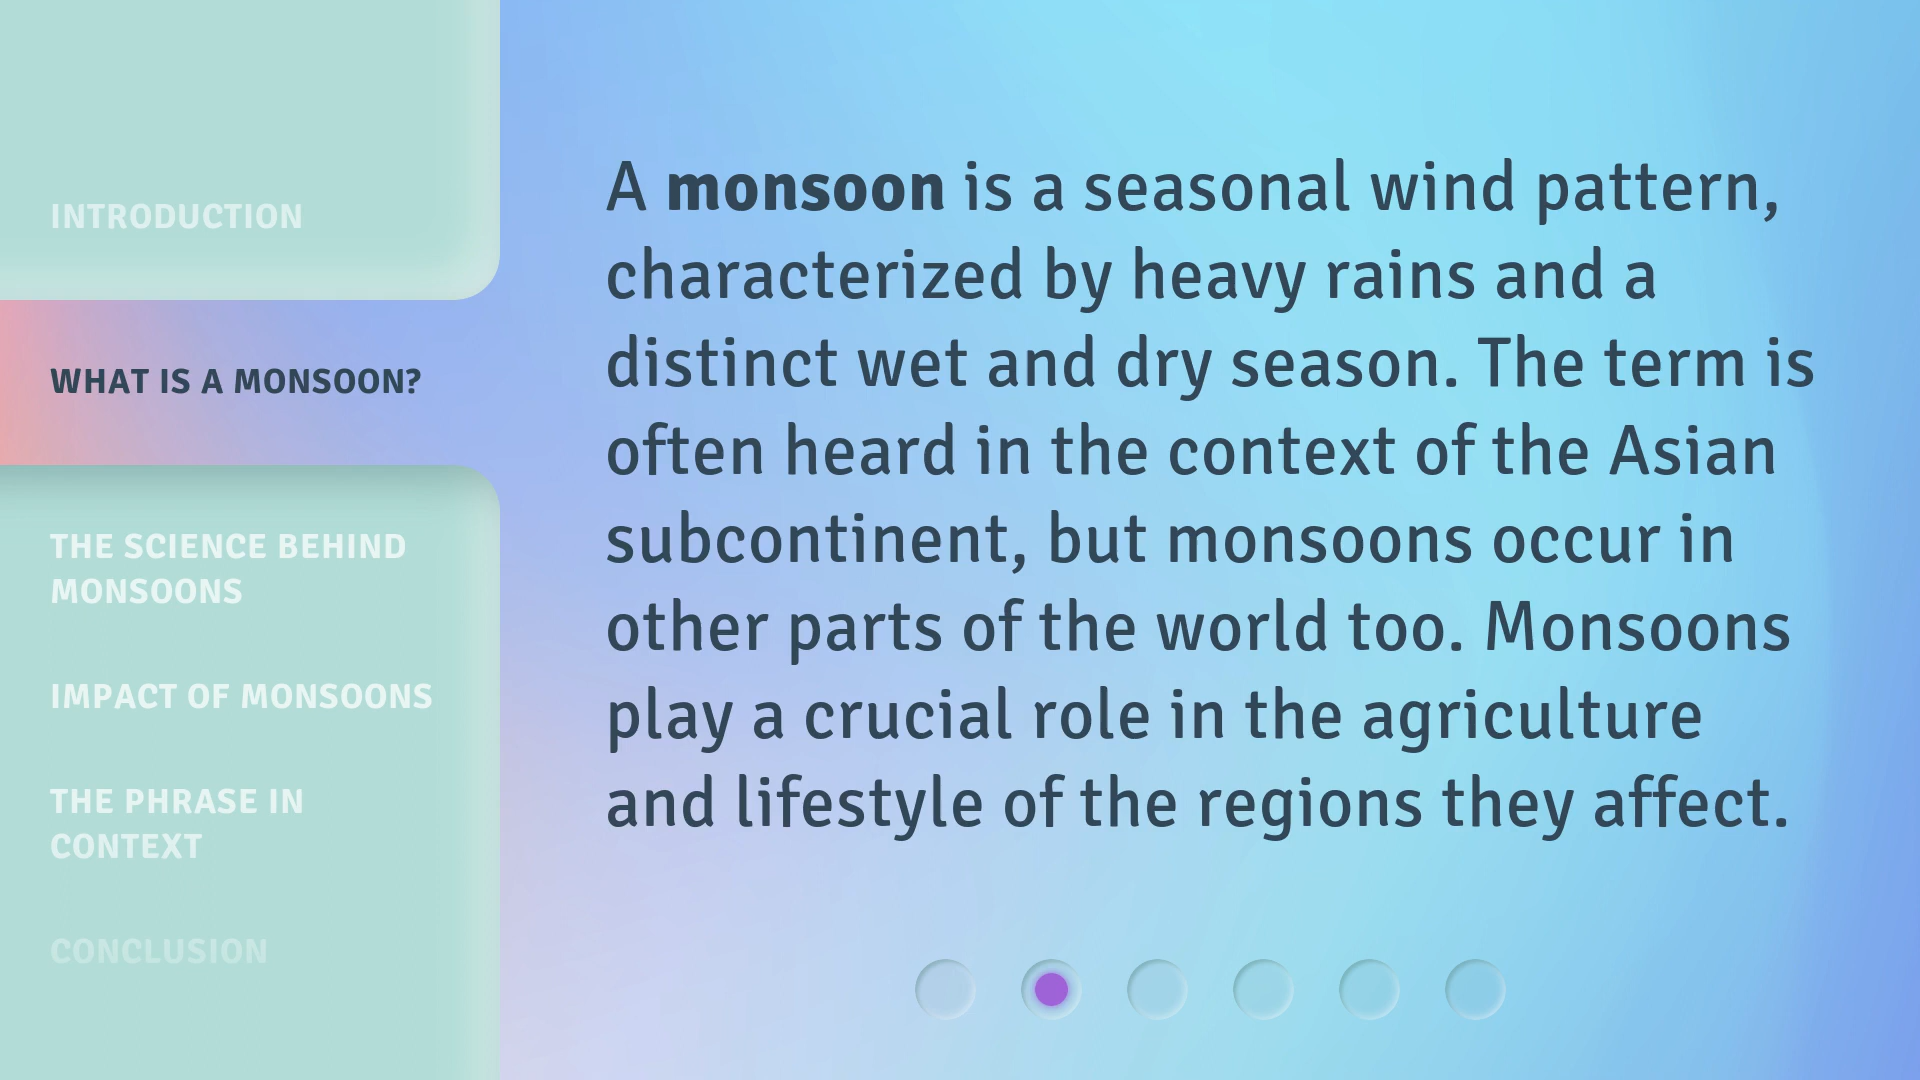 INTRODUCTION
WHAT IS A MONSOON?
THE SCIENCE BEHIND
MONSOONS
IMPACT OF MONSOONS
THE PHRASE IN
CONTEXT
CONCLUSION
A monsoon is a seasonal wind pattern,
characterized by heavy rains and a
distinct wet and dry season. The term is
often heard in the context of the Asian
subcontinent, but monsoons occur in
other parts of the world too. Monsoons
play a crucial role in the agriculture
and lifestyle of the regions they affect.